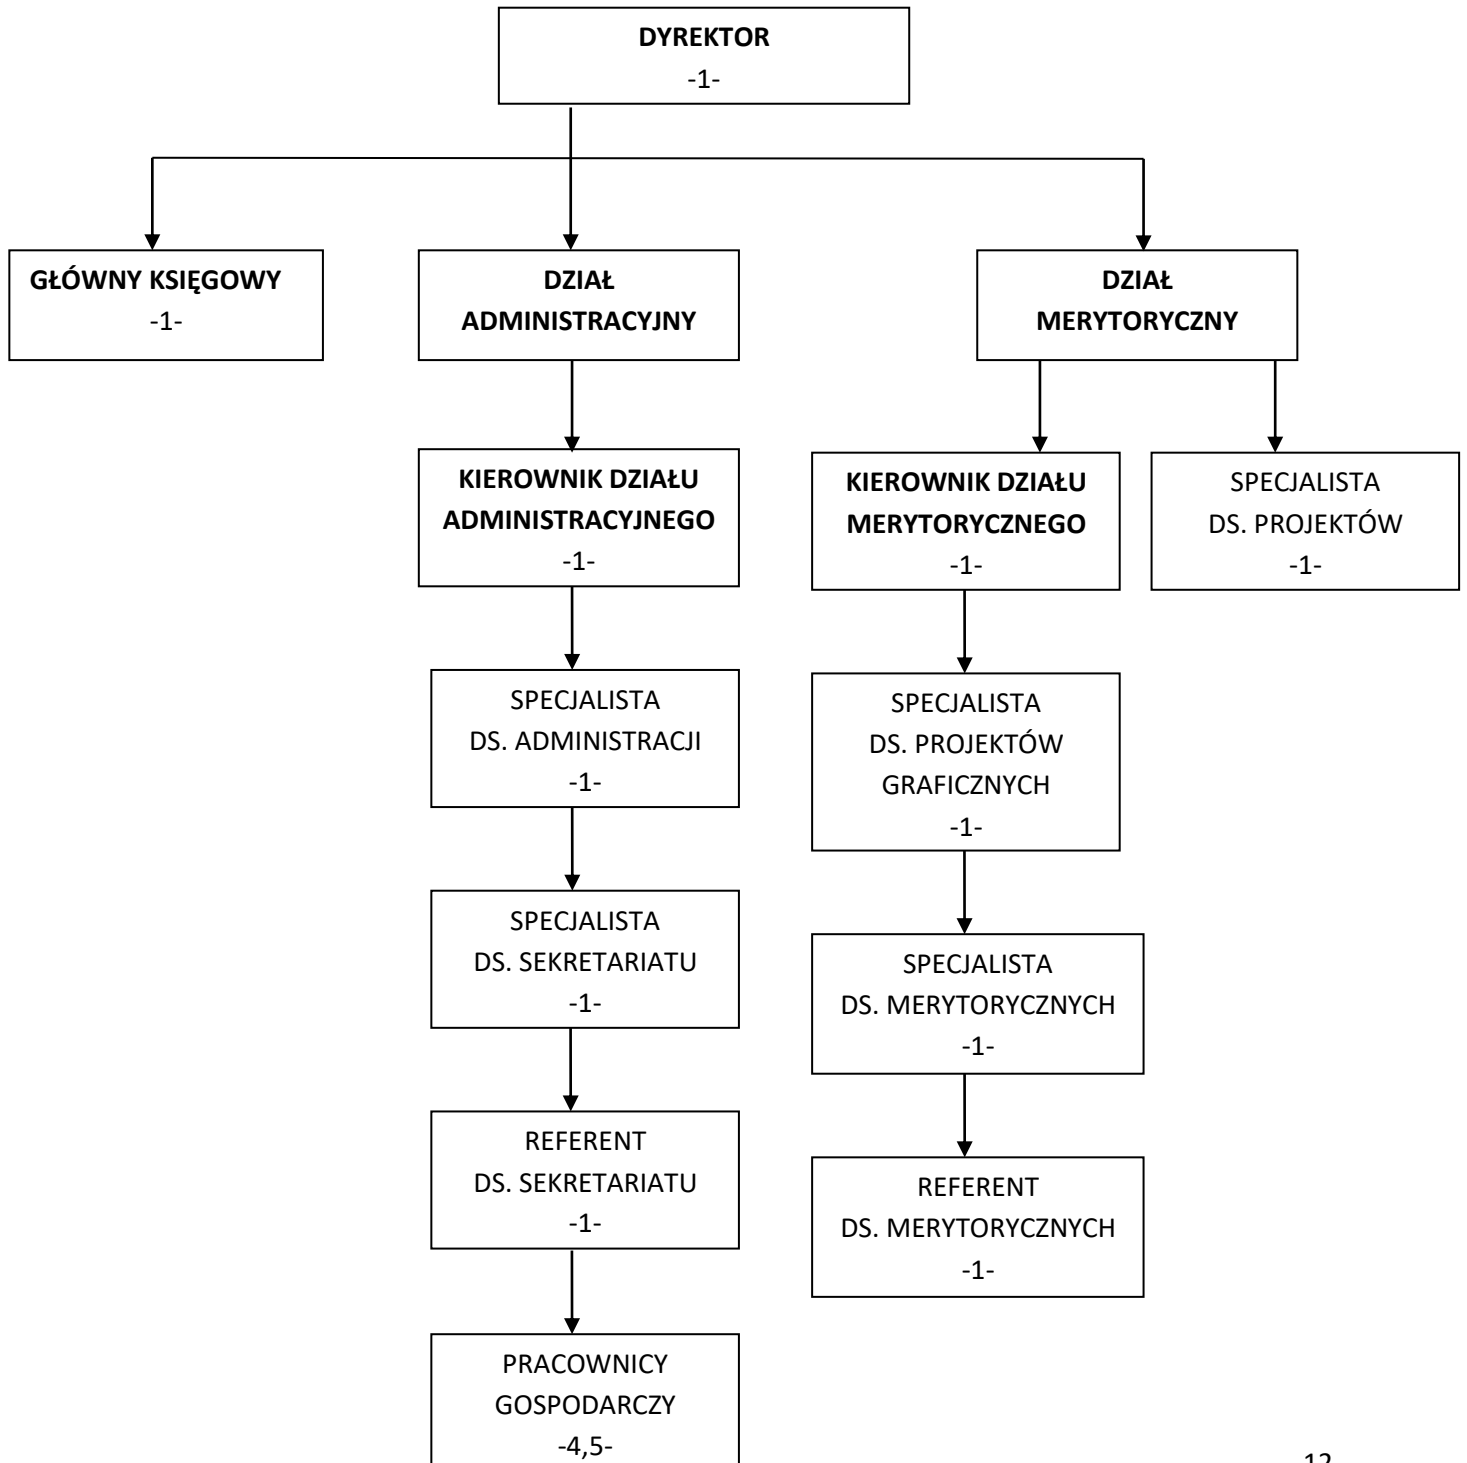 DYREKTOR
-1-
GŁÓWNY KSIĘGOWY
-1-
DZIAŁ
ADMINISTRACYJNY
DZIAŁ
MERYTORYCZNY
KIEROWNIK DZIAŁU
ADMINISTRACYJNEGO
-1-
KIEROWNIK DZIAŁU
MERYTORYCZNEGO
-1-
SPECJALISTA
DS. PROJEKTÓW
-1-
SPECJALISTA
DS. ADMINISTRACJI
-1-
SPECJALISTA
DS. PROJEKTÓW
GRAFICZNYCH
-1-
SPECJALISTA
DS. SEKRETARIATU
-1-
SPECJALISTA
DS. MERYTORYCZNYCH
-1-
REFERENT
DS. SEKRETARIATU
-1-
REFERENT
DS. MERYTORYCZNYCH
-1-
PRACOWNICY
GOSPODARCZY
-4,5-
12